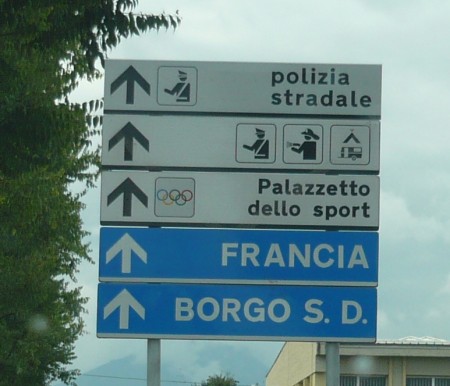 polizia
stradale
Palazzetto
dello sport
FRANCIA
BORGO S. D.